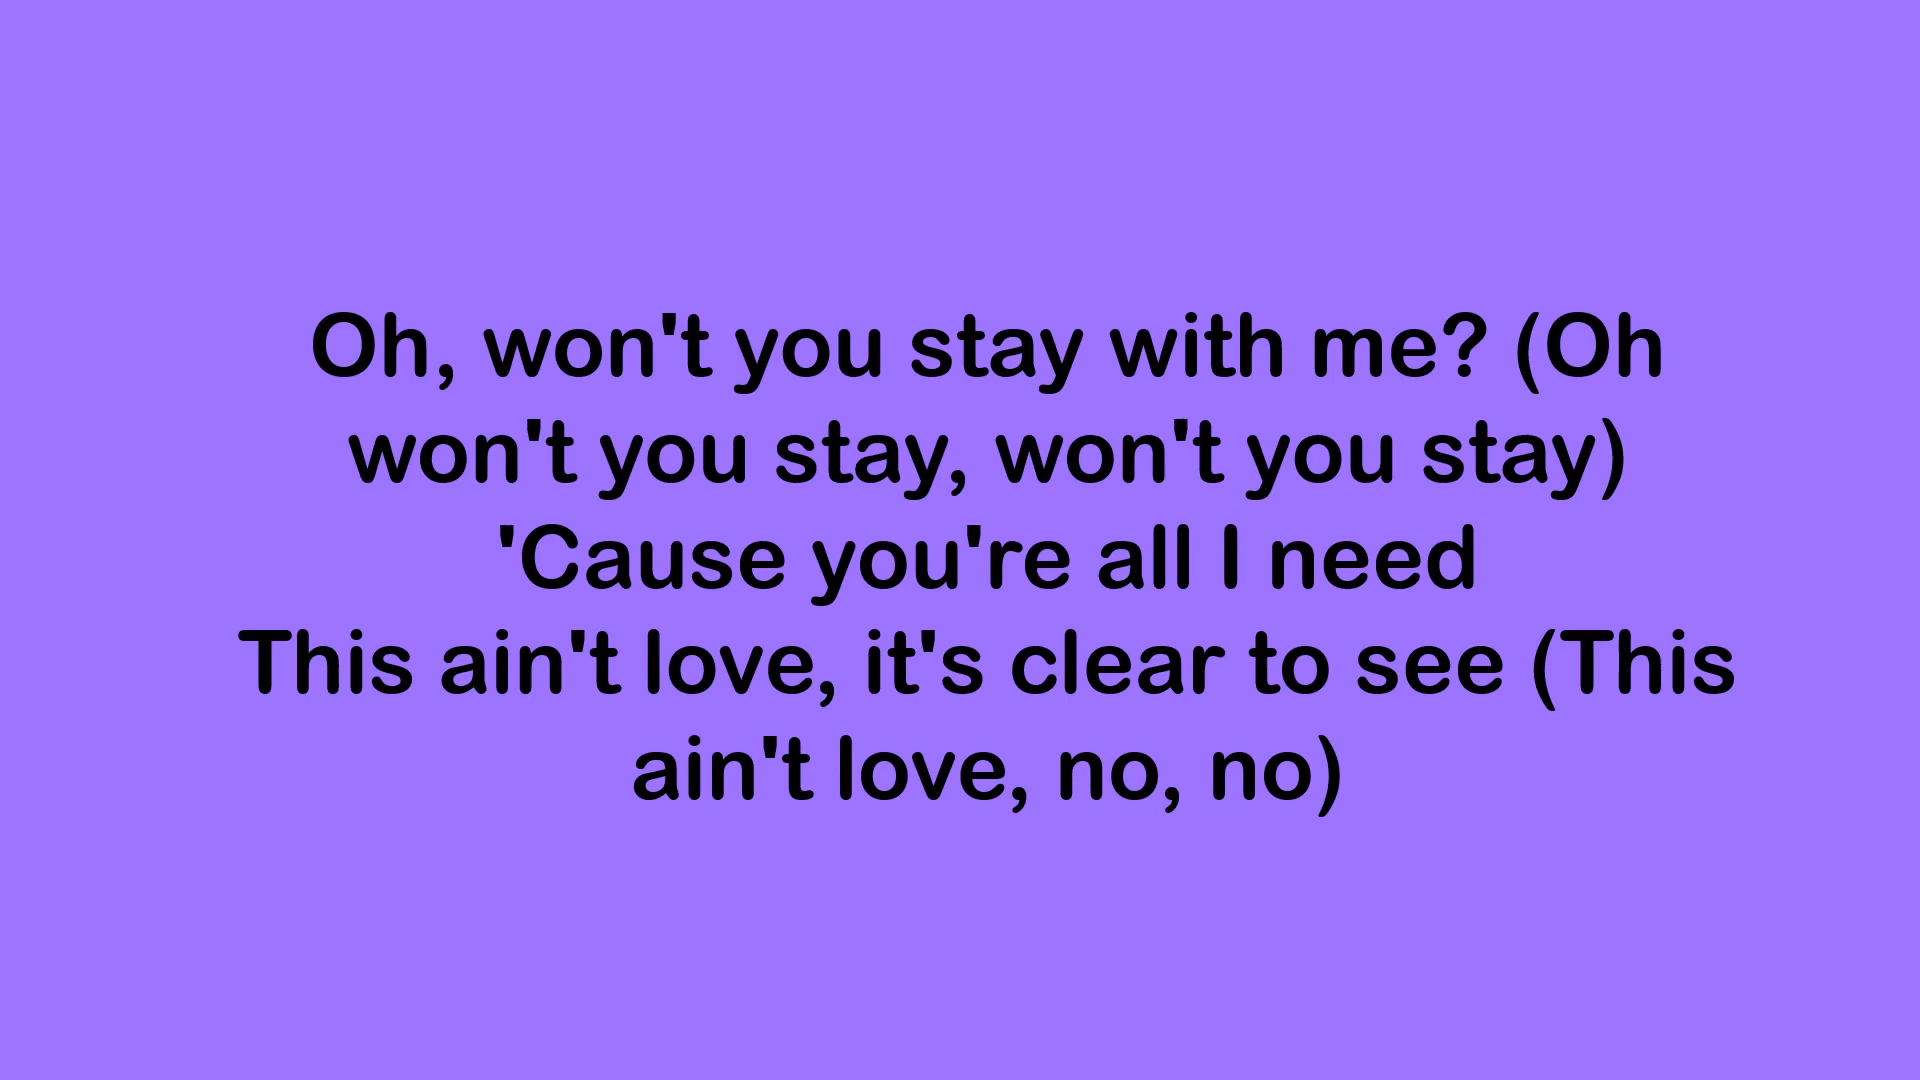 Oh, won't you stay with me? (Oh
won't you stay, won't you stay)
'Cause you're all I need
This ain't love, it's clear to see (This
ain't love, no, no)